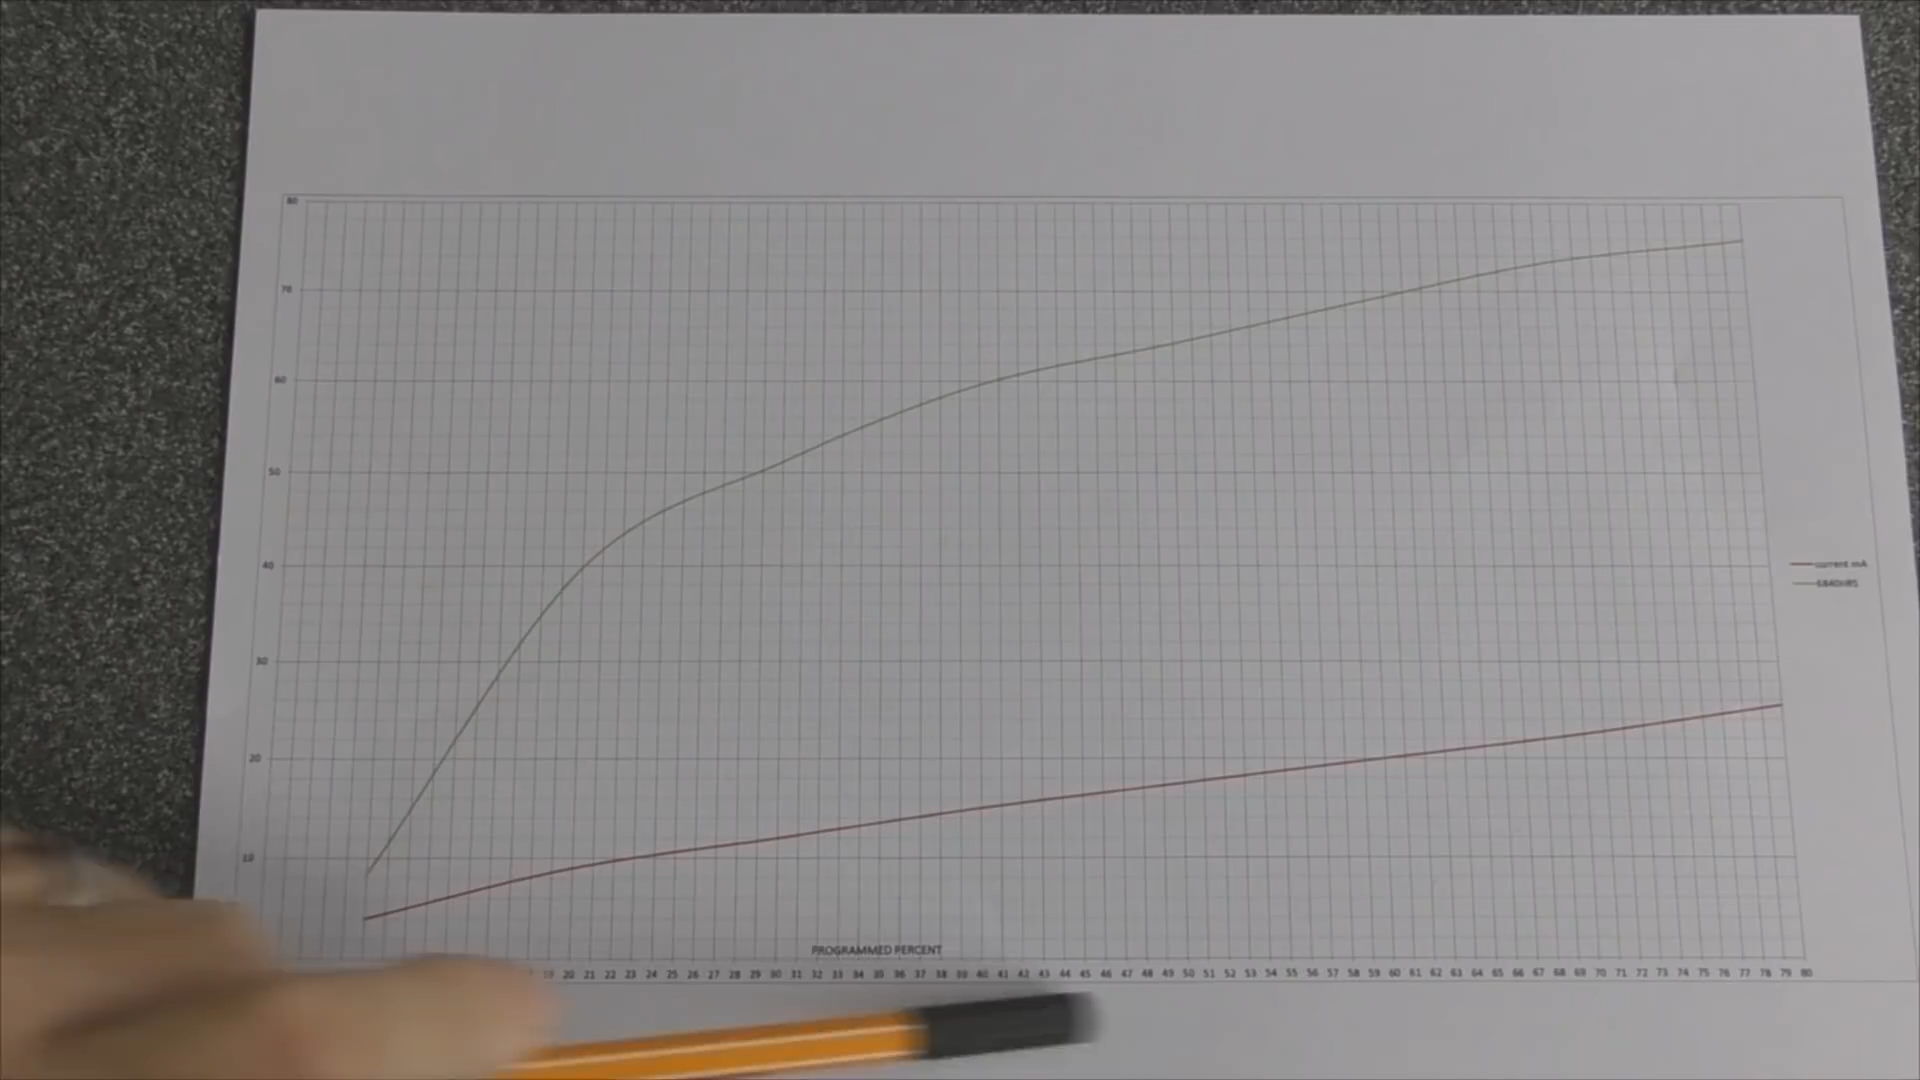 80
70
60
50
40
30
20
10
current mA
PROGRAMMED PERCENT
19 20 21 22 23 24 25 26 27 28 29 30 31 32 33 34 35 36 37 38 39 40 41 42 43 44 45 46 47 48 49 50 51 52 53 54 55 56 57 58 59 60 61 62 63 64 65 66 67 68 69 70 71 72 73 74 75 76 77 78 79 80